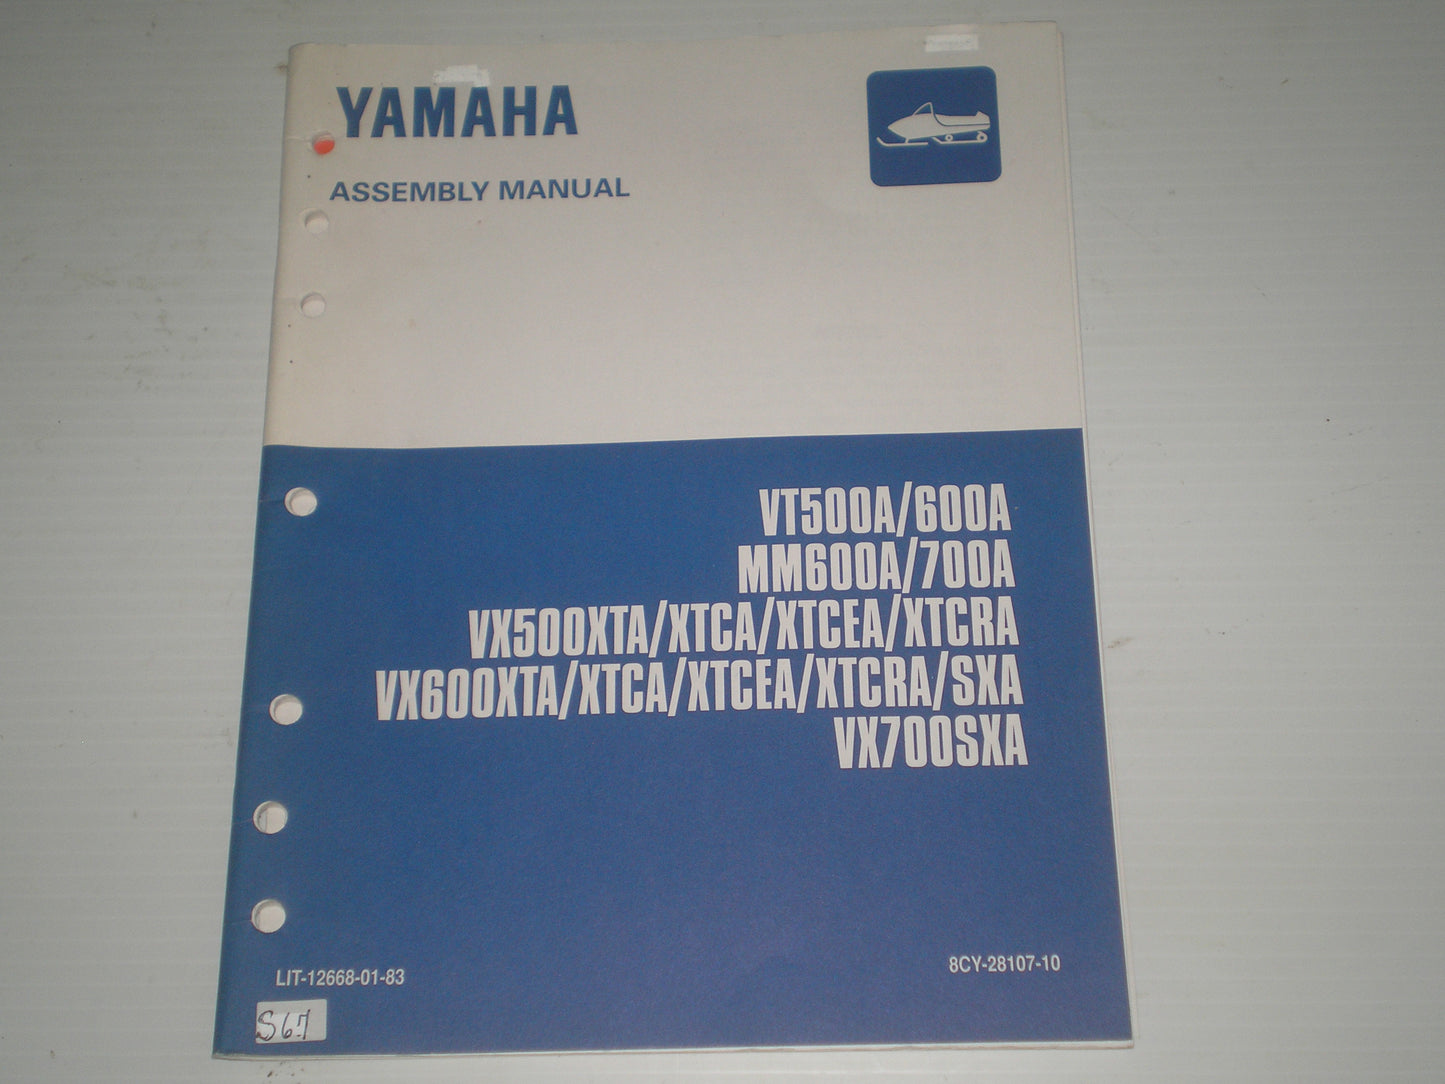 YAMAHA
ASSEMBLY MANUAL
VT500A/600A
MM600A/700A
VX500XTA/XTCA/XTCEA/XTCRA
VX600XTA/XTCA/XTCEA/XTCRA/SXA
VX700SXA
LIT-12668-01-83
8CY-28107-10
S67